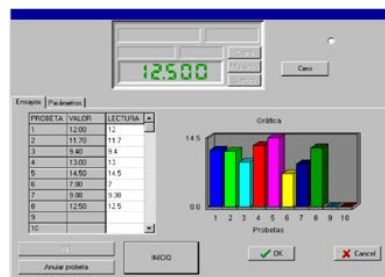 12.500
Cero
Ensayos Parámetros
PROBETA VALOR LECTURA
1 12.00 12
2 11.70 11.7
3 9.40 9.4
4 13.00 13
5 14.50 14.5
6 7.00 7
7 9.00 9.00
8 12.50 12.5
9
10
Gráfica
14.5
0.0
1 2 3 4 5 6 7 8 9 10
Probetas
Anular probeta
INICIO
OK
Cancel